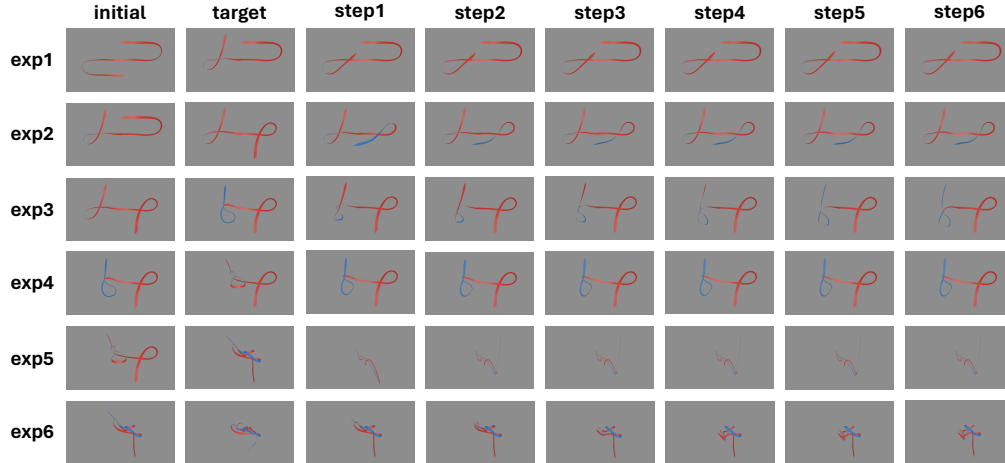 initial target step1 step2 step3 step4 step5 step6
exp1
exp2
exp3
exp4
exp5
exp6